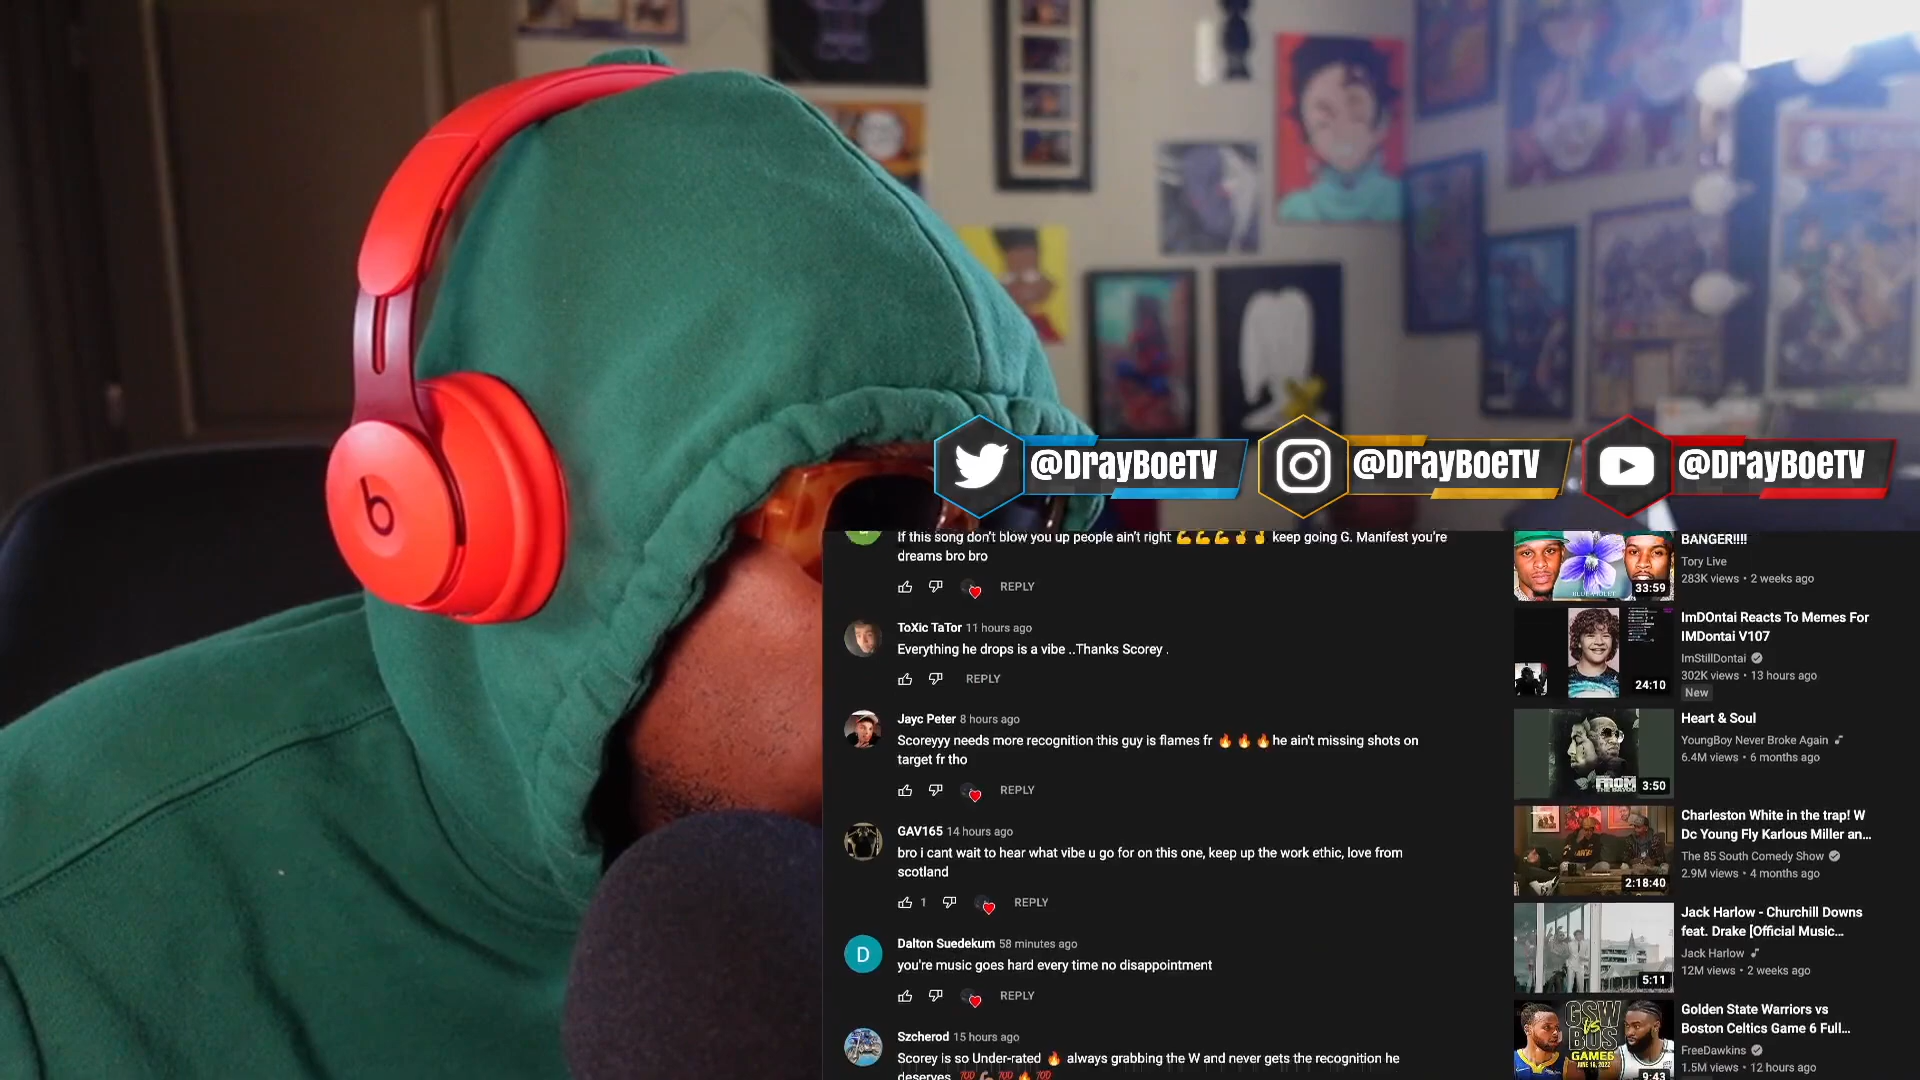 @DrayBoeTV
@DrayBoeTV
@DrayBoeTV
If this song don't blow you up people ain't right 💪💪💪✌✌ keep going G. Manifest you're
dreams bro bro
REPLY
ToXic TaTor 11 hours ago
Everything he drops is a vibe ..Thanks Scorey .
REPLY
Jayc Peter 8 hours ago
Scoreyyy needs more recognition this guy is flames fr 🔥 🔥 🔥he ain't missing shots on
target fr tho
REPLY
GAV165 14 hours ago
bro i cant wait to hear what vibe u go for on this one, keep up the work ethic, love from
scotland
1 REPLY
Dalton Suedekum 58 minutes ago
D
you're music goes hard every time no disappointment
REPLY
Szcherod 15 hours ago
Scorey is so Under-rated 🔥 always grabbing the W and never gets the recognition he
deserves 💯💪💯🔥💯
BANGER!!!!
Tory Live
283K views • 2 weeks ago
33:59
ImDOntai Reacts To Memes For
IMDontai V107
ImStillDontai
302K views • 13 hours ago
New
24:10
Heart & Soul
YoungBoy Never Broke Again
6.4M views • 6 months ago
FROM
THE BAYOU
3:50
Charleston White in the trap! W
Dc Young Fly Karlous Miller an...
The 85 South Comedy Show
2.9M views • 4 months ago
2:18:40
Jack Harlow - Churchill Downs
feat. Drake [Official Music...
Jack Harlow
12M views • 2 weeks ago
5:11
Golden State Warriors vs
Boston Celtics Game 6 Full...
FreeDawkins
1.5M views • 12 hours ago
GSW
VS
BOS
GAME6
JUNE 16, 2022
9:43